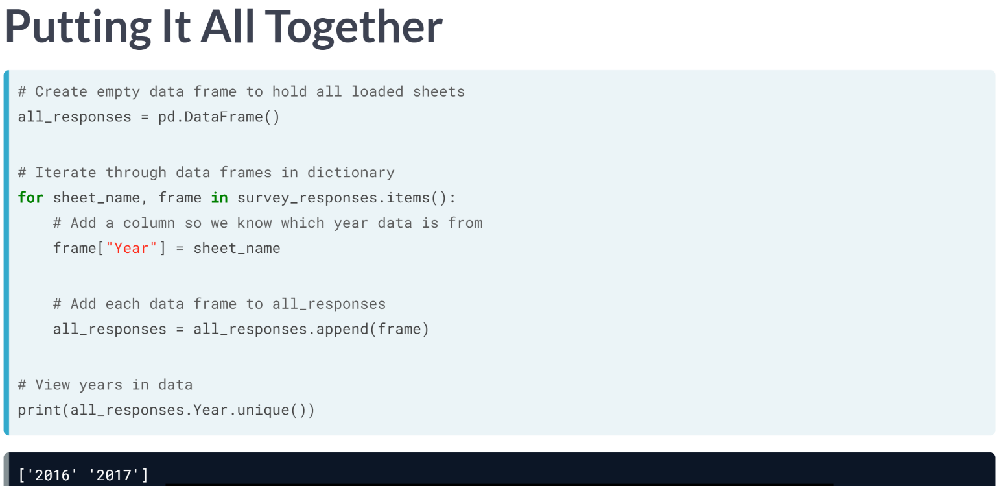 Putting It All Together
# Create empty data frame to hold all loaded sheets
all_responses = pd.DataFrame()
# Iterate through data frames in dictionary
for sheet_name, frame in survey_responses.items():
    # Add a column so we know which year data is from
    frame["Year"] = sheet_name
    # Add each data frame to all_responses
    all_responses = all_responses.append(frame)
# View years in data
print(all_responses.Year.unique())
['2016' '2017']